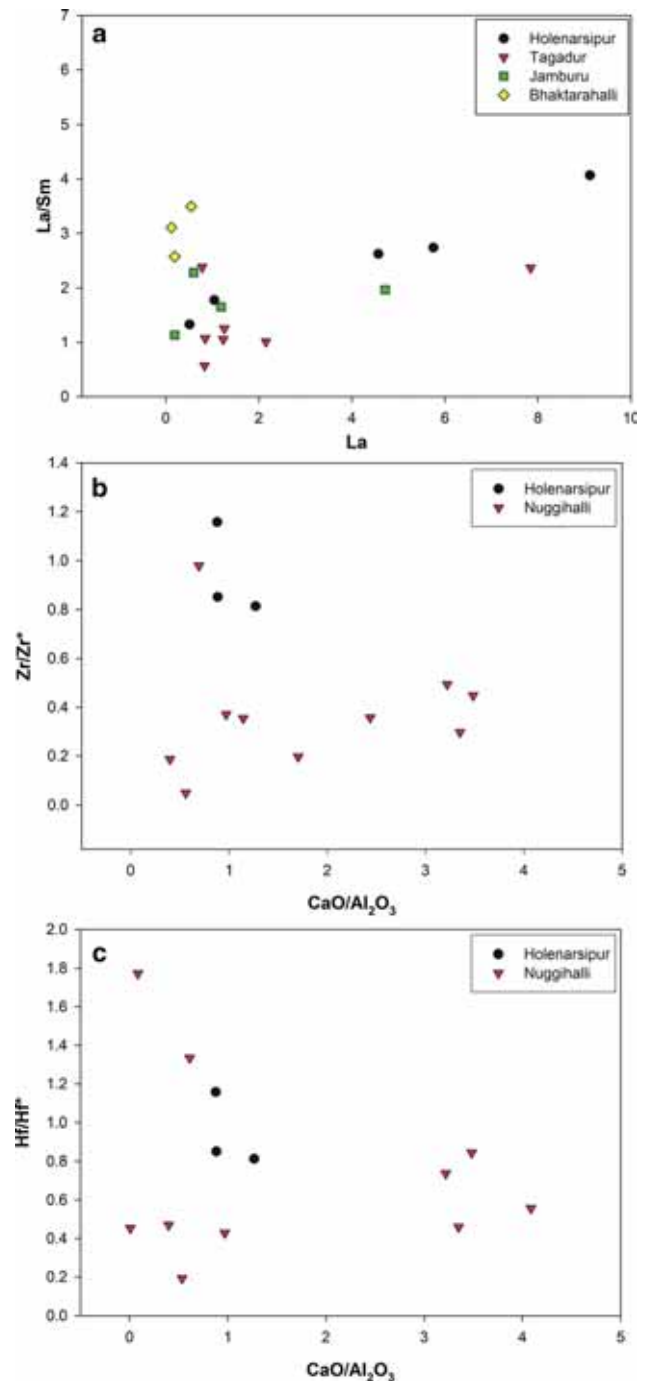 a
Holenarsipur
Tagadur
Jamburu
Bhaktarahalli
7
6
5
4
3
2
1
0
La/Sm
0 2 4 6 8 10
La
b
Holenarsipur
Nuggihalli
1.4
1.2
1.0
0.8
0.6
0.4
0.2
0.0
Zr/Zr*
0 1 2 3 4 5
CaO/Al₂O₃
c
Holenarsipur
Nuggihalli
2.0
1.8
1.6
1.4
1.2
1.0
0.8
0.6
0.4
0.2
0.0
Hf/Hf*
0 1 2 3 4 5
CaO/Al₂O₃